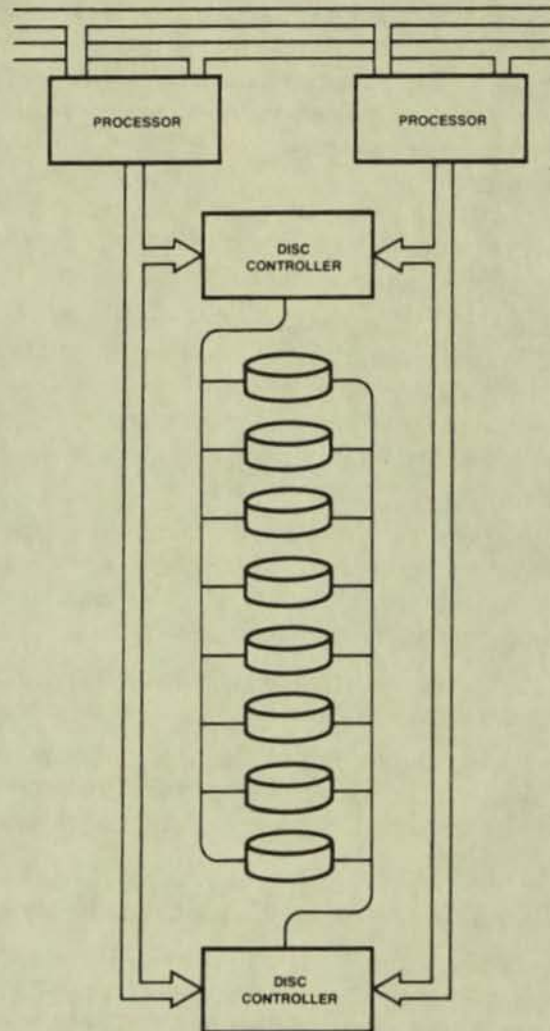 PROCESSOR
PROCESSOR
DISC
CONTROLLER
DISC
CONTROLLER